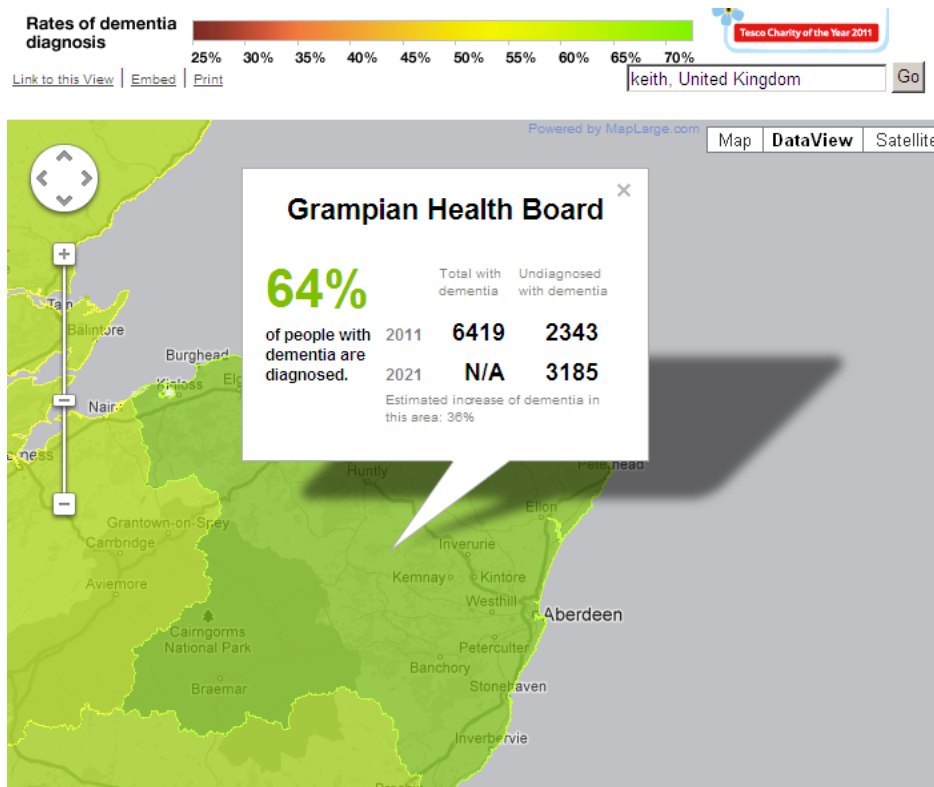 Rates of dementia
diagnosis
25% 30% 35% 40% 45% 50% 55% 60% 65% 70%
Tesco Charity of the Year 2011
Link to this View | Embed | Print
keith, United Kingdom
Go
Powered by MapLarge.com
Map
DataView
Satellite
Grampian Health Board
64%
of people with
dementia are
diagnosed.
Total with
dementia
Undiagnosed
with dementia
2011 6419 2343
2021 N/A 3185
Estimated increase of dementia in
this area: 36%
Tain
Balintore
Burghead
Kinloss
Elg
Nairn
ness
Huntly
Peterhead
Ellon
Grantown-on-Spey
Carrbridge
Inverurie
Aviemore
Kemnay
Kintore
Westhill
Aberdeen
Cairngorms
National Park
Peterculter
Banchory
Braemar
Stonehaven
Inverbervie